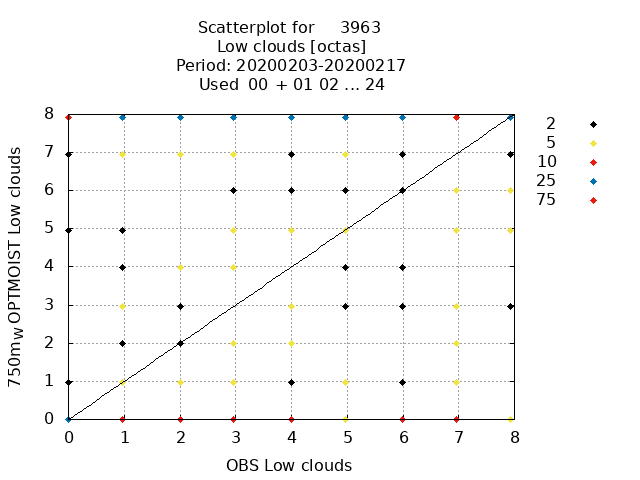 Scatterplot for 3963
Low clouds [octas]
Period: 20200203-20200217
Used 00 + 01 02 ... 24
2
5
10
25
75
750mw OPTMOIST Low clouds
8
7
6
5
4
3
2
1
0
0 1 2 3 4 5 6 7 8
OBS Low clouds